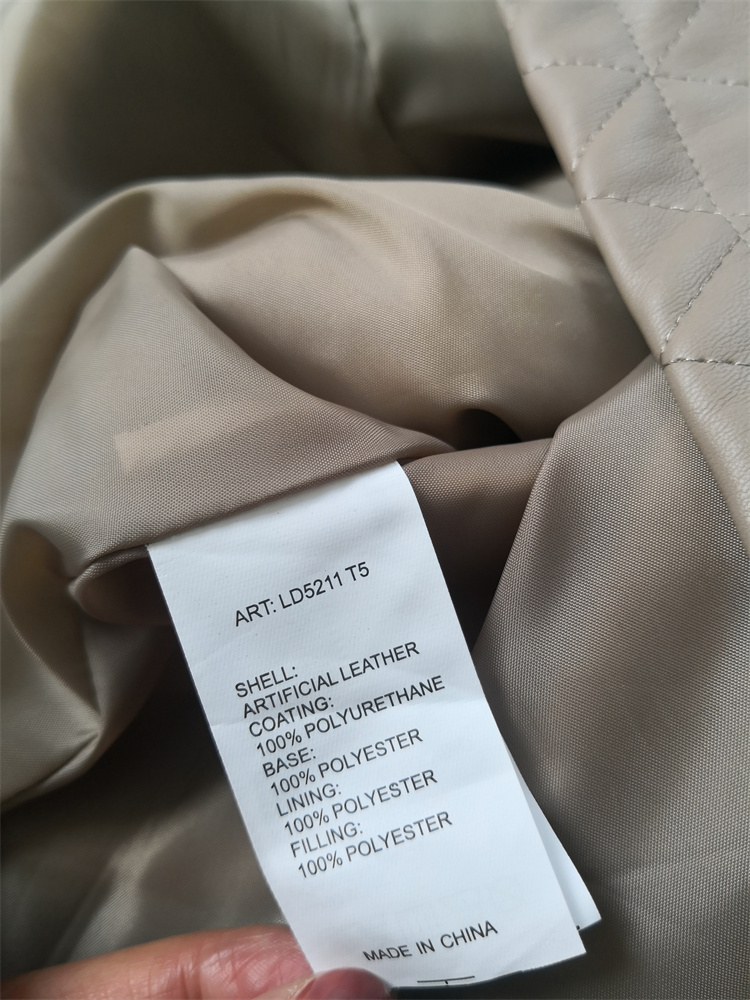 ART: LD5211 T5
SHELL:
ARTIFICIAL LEATHER
COATING:
100% POLYURETHANE
BASE:
100% POLYESTER
LINING:
100% POLYESTER
FILLING:
100% POLYESTER
MADE IN CHINA